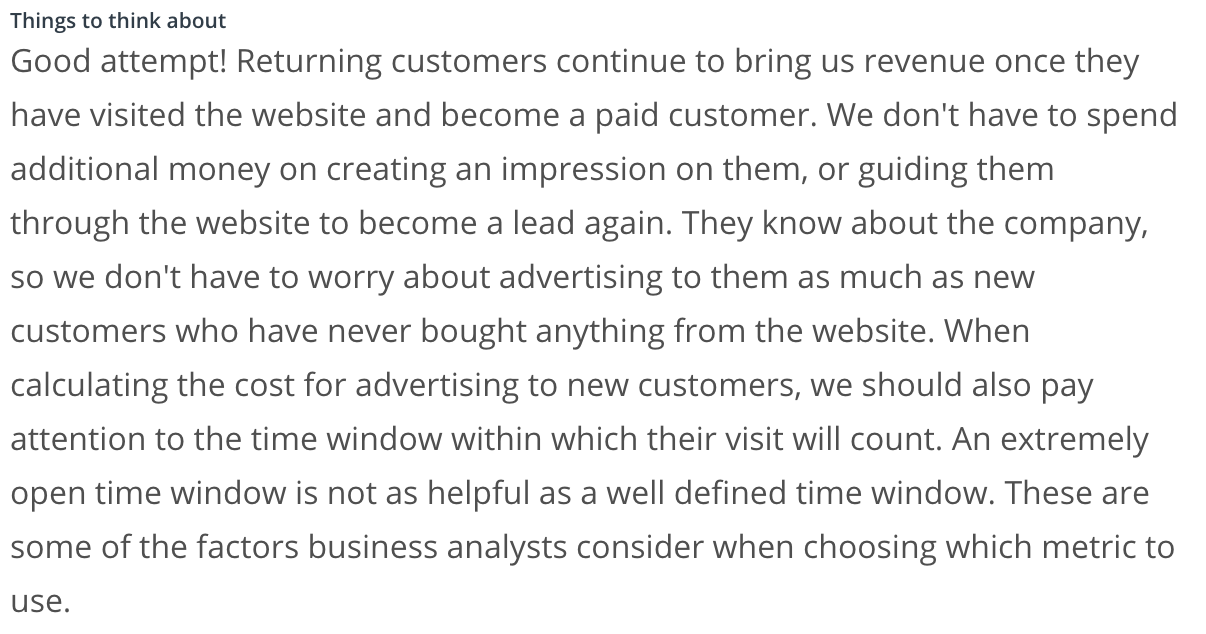 Things to think about
Good attempt! Returning customers continue to bring us revenue once they
have visited the website and become a paid customer. We don't have to spend
additional money on creating an impression on them, or guiding them
through the website to become a lead again. They know about the company,
so we don't have to worry about advertising to them as much as new
customers who have never bought anything from the website. When
calculating the cost for advertising to new customers, we should also pay
attention to the time window within which their visit will count. An extremely
open time window is not as helpful as a well defined time window. These are
some of the factors business analysts consider when choosing which metric to
use.